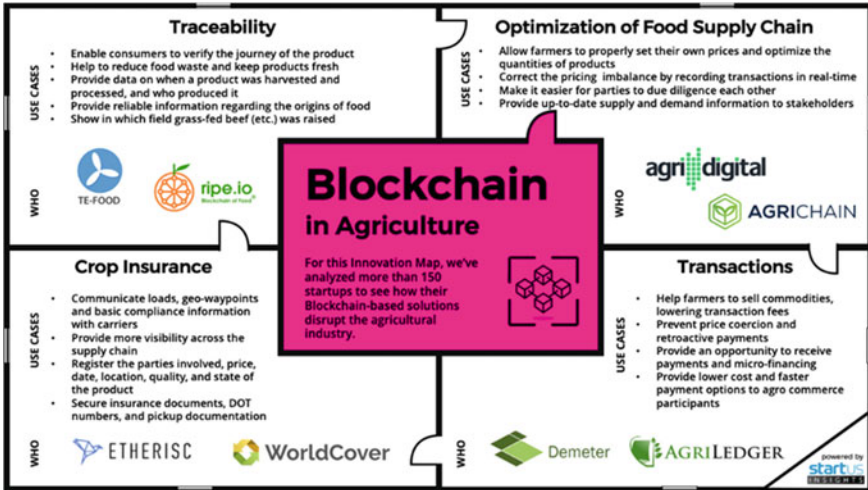 Traceability
USE CASES
• Enable consumers to verify the journey of the product
• Help to reduce food waste and keep products fresh
• Provide data on when a product was harvested and
processed, and who produced it
• Provide reliable information regarding the origins of food
• Show in which field grass-fed beef (etc.) was raised
WHO
TE-FOOD
ripe.io
Blockchain of Food
Optimization of Food Supply Chain
USE CASES
• Allow farmers to properly set their own prices and optimize the
quantities of products
• Correct the pricing imbalance by recording transactions in real-time
• Make it easier for parties to due diligence each other
• Provide up-to-date supply and demand information to stakeholders
WHO
agri digital
AGRICHAIN
Blockchain
in Agriculture
For this Innovation Map, we've
analyzed more than 150
startups to see how their
Blockchain-based solutions
disrupt the agricultural
industry.
Crop Insurance
USE CASES
• Communicate loads, geo-waypoints
and basic compliance information
with carriers
• Provide more visibility across the
supply chain
• Register the parties involved, price,
date, location, quality, and state of
the product
• Secure insurance documents, DOT
numbers, and pickup documentation
WHO
ETHERISC
WorldCover
Transactions
USE CASES
• Help farmers to sell commodities,
lowering transaction fees
• Prevent price coercion and
retroactive payments
• Provide an opportunity to receive
payments and micro-financing
• Provide lower cost and faster
payment options to agro commerce
participants
WHO
Demeter
AGRILEDGER
powered by
startus
INSIGHTS